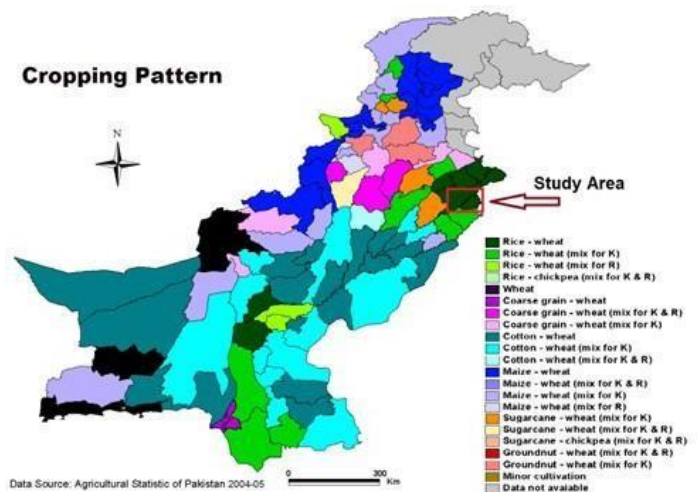 Cropping Pattern
N
Study Area
Rice - wheat
Rice - wheat (mix for K)
Rice - wheat (mix for R)
Rice - chickpea (mix for K & R)
Wheat
Coarse grain - wheat
Coarse grain - wheat (mix for K & R)
Coarse grain - wheat (mix for K)
Cotton - wheat
Cotton - wheat (mix for K)
Cotton - wheat (mix for K & R)
Maize - wheat
Maize - wheat (mix for K & R)
Maize - wheat (mix for K)
Maize - wheat (mix for R)
Sugarcane - wheat (mix for K)
Sugarcane - wheat (mix for K & R)
Sugarcane - chickpea (mix for K & R)
Groundnut - wheat (mix for K & R)
Groundnut - wheat (mix for K)
Minor cultivation
Data not avaiable
0 300
Km
Data Source: Agricultural Statistic of Pakistan 2004-05